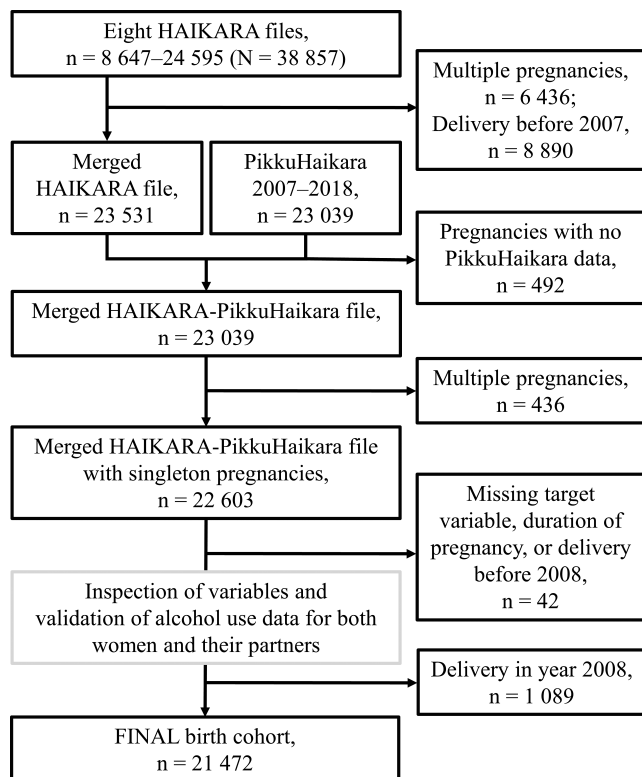 Eight HAIKARA files,
n = 8 647–24 595 (N = 38 857)
Multiple pregnancies,
n = 6 436;
Delivery before 2007,
n = 8 890
Merged
HAIKARA file,
n = 23 531
PikkuHaikara
2007–2018,
n = 23 039
Pregnancies with no
PikkuHaikara data,
n = 492
Merged HAIKARA-PikkuHaikara file,
n = 23 039
Multiple pregnancies,
n = 436
Merged HAIKARA-PikkuHaikara file
with singleton pregnancies,
n = 22 603
Missing target
variable, duration of
pregnancy, or delivery
before 2008,
n = 42
Inspection of variables and
validation of alcohol use data for both
women and their partners
Delivery in year 2008,
n = 1 089
FINAL birth cohort,
n = 21 472